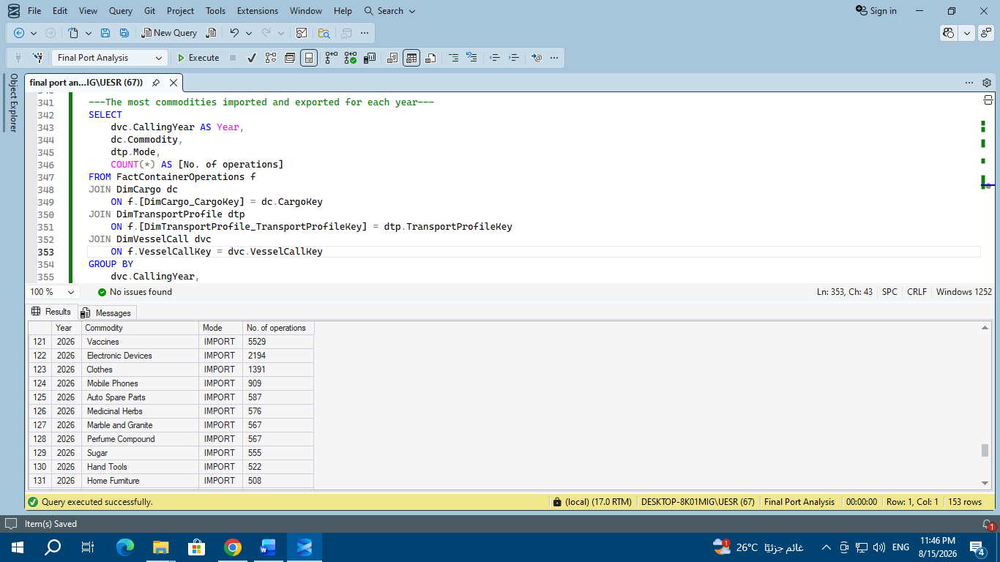 File Edit View Query Git Project Tools Extensions Window Help Search Sign in
New Query
Final Port Analysis Execute
Object Explorer
final port an...IG\UESR (67))
341 ---The most commodities imported and exported for each year---
342 SELECT
343 dvc.CallingYear AS Year,
344 dc.Commodity,
345 dtp.Mode,
346 COUNT(*) AS [No. of operations]
347 FROM FactContainerOperations f
348 JOIN DimCargo dc
349 ON f.[DimCargo_CargoKey] = dc.CargoKey
350 JOIN DimTransportProfile dtp
351 ON f.[DimTransportProfile_TransportProfileKey] = dtp.TransportProfileKey
352 JOIN DimVesselCall dvc
353 ON f.VesselCallKey = dvc.VesselCallKey
354 GROUP BY
355 dvc.CallingYear,
100 % No issues found Ln: 353, Ch: 43 SPC CRLF Windows 1252
Results Messages
Year Commodity Mode No. of operations
121 2026 Vaccines IMPORT 5529
122 2026 Electronic Devices IMPORT 2194
123 2026 Clothes IMPORT 1391
124 2026 Mobile Phones IMPORT 909
125 2026 Auto Spare Parts IMPORT 587
126 2026 Medicinal Herbs IMPORT 576
127 2026 Marble and Granite IMPORT 567
128 2026 Perfume Compound IMPORT 567
129 2026 Sugar IMPORT 555
130 2026 Hand Tools IMPORT 522
131 2026 Home Furniture IMPORT 508
Query executed successfully. (local) (17.0 RTM) DESKTOP-8K01MIG\UESR (67) Final Port Analysis 00:00:00 Row: 1, Col: 1 153 rows
Item(s) Saved 1
1 26°C غائم جزئيًا ENG 11:46 PM
8/15/2026 4